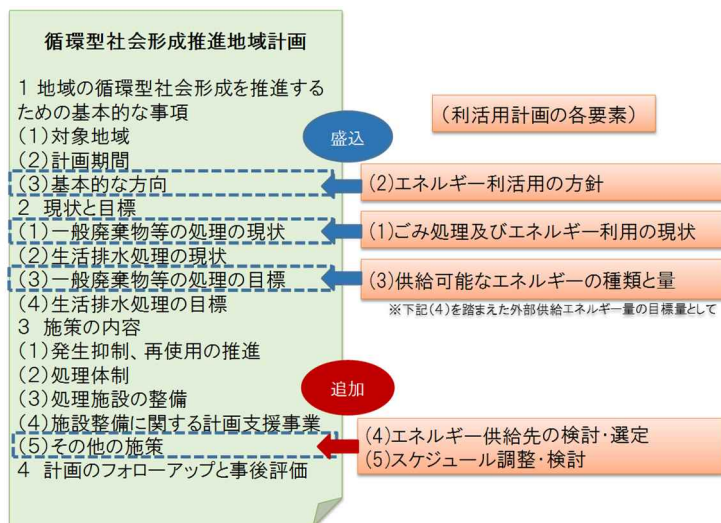 循環型社会形成推進地域計画
1 地域の循環型社会形成を推進する
ための基本的な事項
(1)対象地域
(2)計画期間
(3)基本的な方向
2 現状と目標
(1)一般廃棄物等の処理の現状
(2)生活排水処理の現状
(3)一般廃棄物等の処理の目標
(4)生活排水処理の目標
3 施策の内容
(1)発生抑制、再使用の推進
(2)処理体制
(3)処理施設の整備
(4)施設整備に関する計画支援事業
(5)その他の施策
4 計画のフォローアップと事後評価
盛込
(利活用計画の各要素)
(2)エネルギー利活用の方針
(1)ごみ処理及びエネルギー利用の現状
(3)供給可能なエネルギーの種類と量
※下記(4)を踏まえた外部供給エネルギー量の目標量として
追加
(4)エネルギー供給先の検討・選定
(5)スケジュール調整・検討